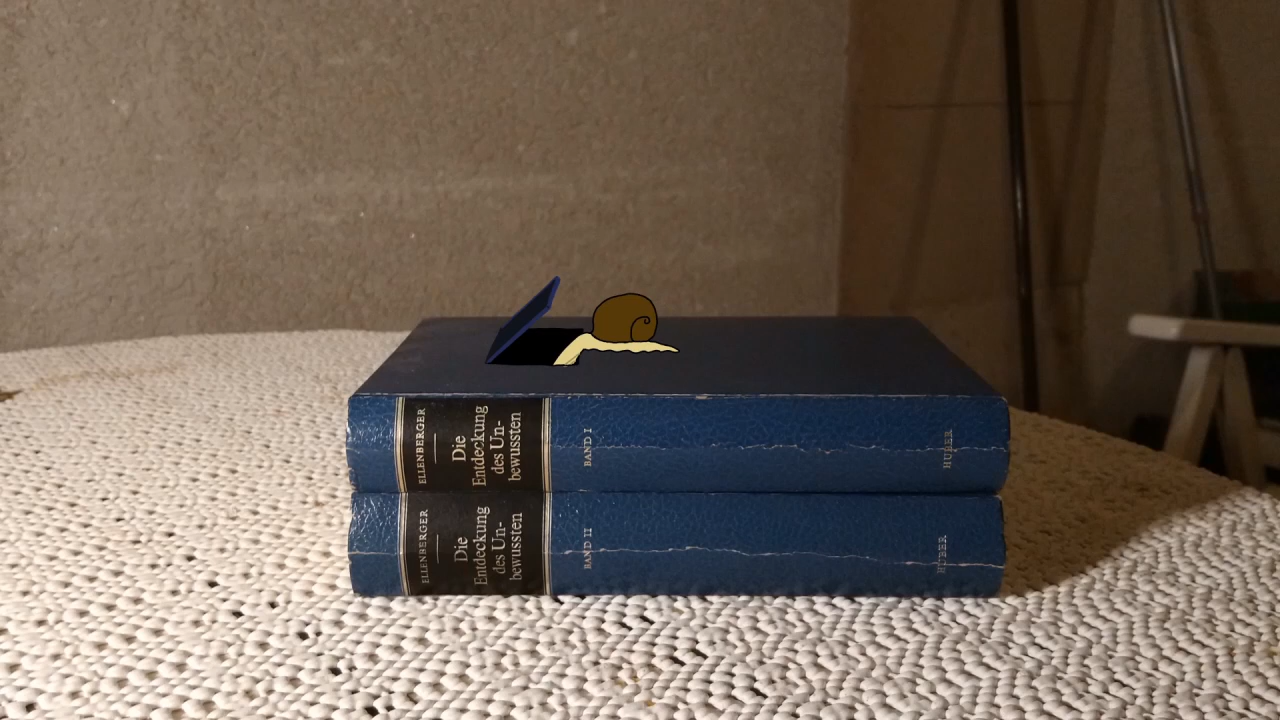 ELLENBERGER
Die
Entdeckung
des Un-
bewussten
BAND I
HUBER
ELLENBERGER
Die
Entdeckung
des Un-
bewussten
BAND II
HUBER